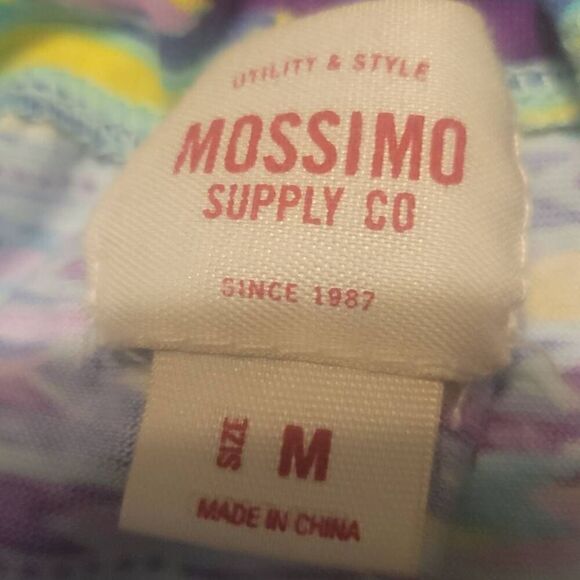 UTILITY & STYLE
MOSSIMO
SUPPLY CO
SINCE 1987
SIZE M
MADE IN CHINA